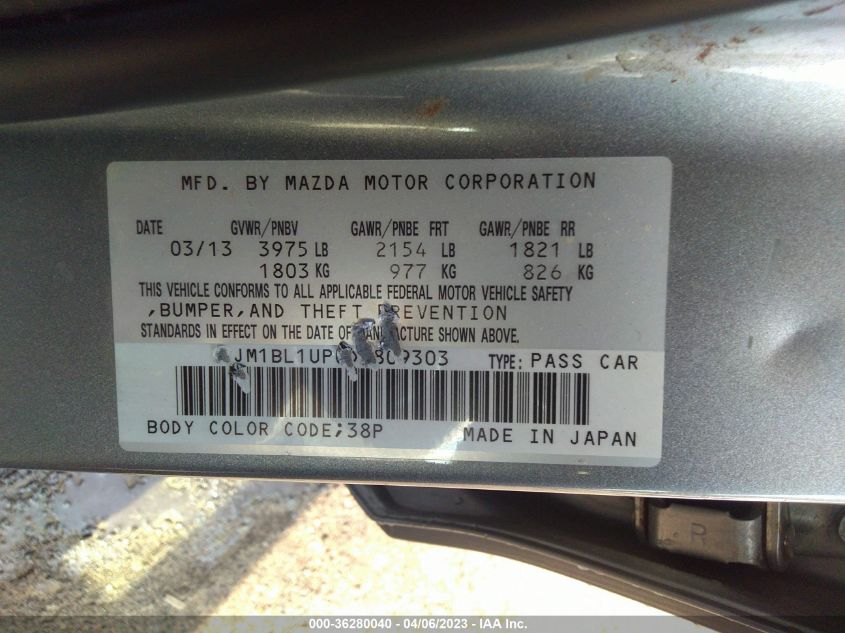 MFD. BY MAZDA MOTOR CORPORATION
DATE GVWR/PNBV GAWR/PNBE FRT GAWR/PNBE RR
03/13 3975 LB 2154 LB 1821 LB
1803 KG 977 KG 826 KG
THIS VEHICLE CONFORMS TO ALL APPLICABLE FEDERAL MOTOR VEHICLE SAFETY
,BUMPER,AND THEFT PREVENTION
STANDARDS IN EFFECT ON THE DATE OF MANUFACTURE SHOWN ABOVE.
TYPE: PASS CAR
BODY COLOR CODE;38P MADE IN JAPAN
R
000-36280040 - 04/06/2023 - IAA Inc.